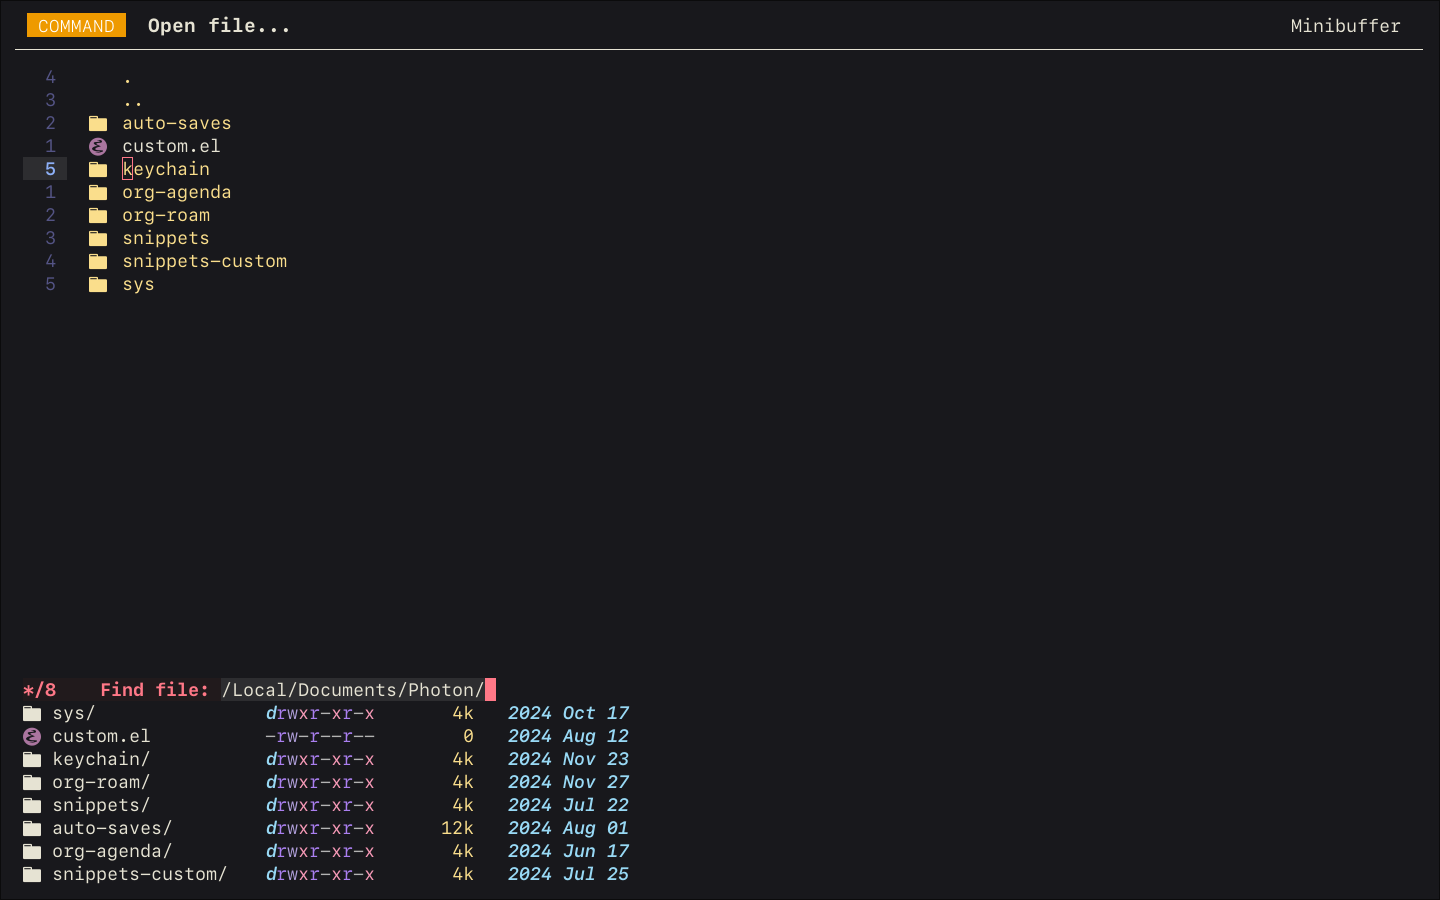 COMMAND Open file... Minibuffer
4 .
3 ..
2 auto-saves
1 custom.el
5 keychain
1 org-agenda
2 org-roam
3 snippets
4 snippets-custom
5 sys
*/8 Find file: /Local/Documents/Photon/
sys/ drwxr-xr-x 4k 2024 Oct 17
custom.el -rw-r--r-- 0 2024 Aug 12
keychain/ drwxr-xr-x 4k 2024 Nov 23
org-roam/ drwxr-xr-x 4k 2024 Nov 27
snippets/ drwxr-xr-x 4k 2024 Jul 22
auto-saves/ drwxr-xr-x 12k 2024 Aug 01
org-agenda/ drwxr-xr-x 4k 2024 Jun 17
snippets-custom/ drwxr-xr-x 4k 2024 Jul 25